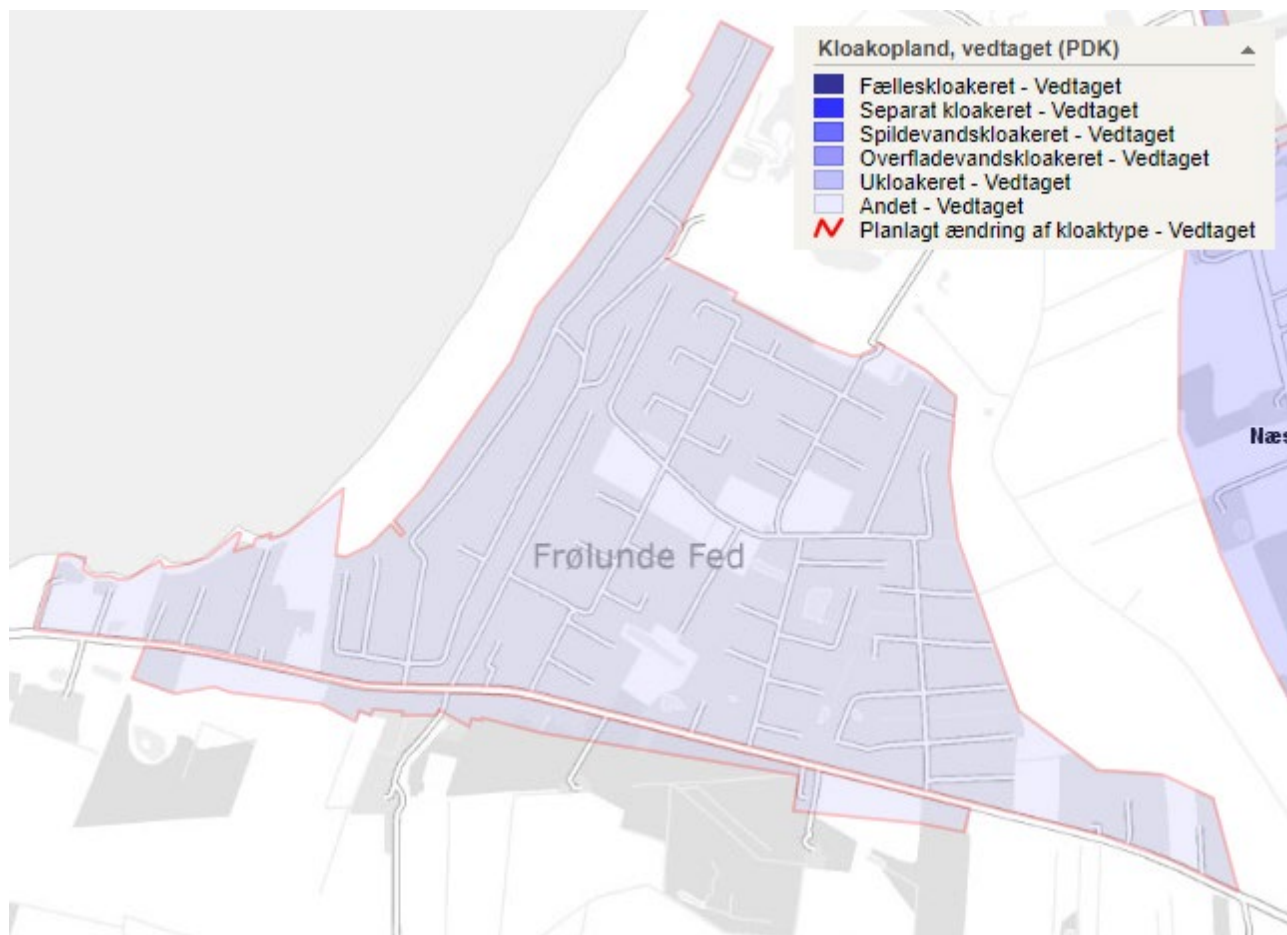 Kloakopland, vedtaget (PDK)
Fælleskloakeret - Vedtaget
Separat kloakeret - Vedtaget
Spildevandskloakeret - Vedtaget
Overfladevandskloakeret - Vedtaget
Ukloakeret - Vedtaget
Andet - Vedtaget
Planlagt ændring af kloaktype - Vedtaget
Næs
Frølunde Fed